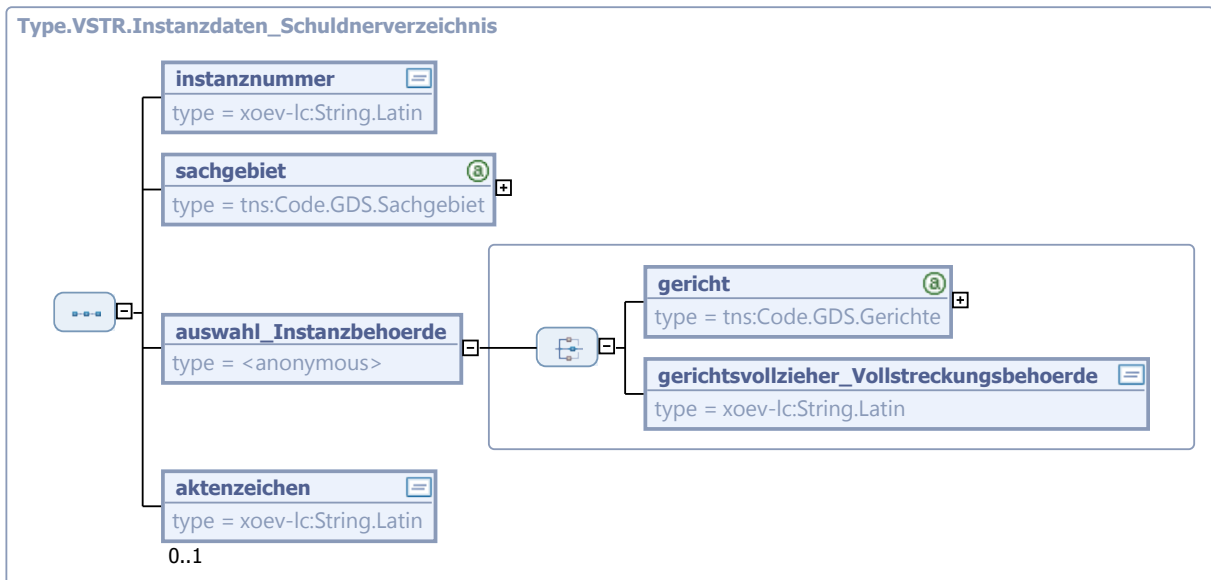 Type.VSTR.Instanzdaten_Schuldnerverzeichnis
instanznummer
type = xoev-lc:String.Latin
sachgebiet
type = tns:Code.GDS.Sachgebiet
auswahl_Instanzbehoerde
type = <anonymous>
gericht
type = tns:Code.GDS.Gerichte
gerichtsvollzieher_Vollstreckungsbehoerde
type = xoev-lc:String.Latin
aktenzeichen
type = xoev-lc:String.Latin
0..1